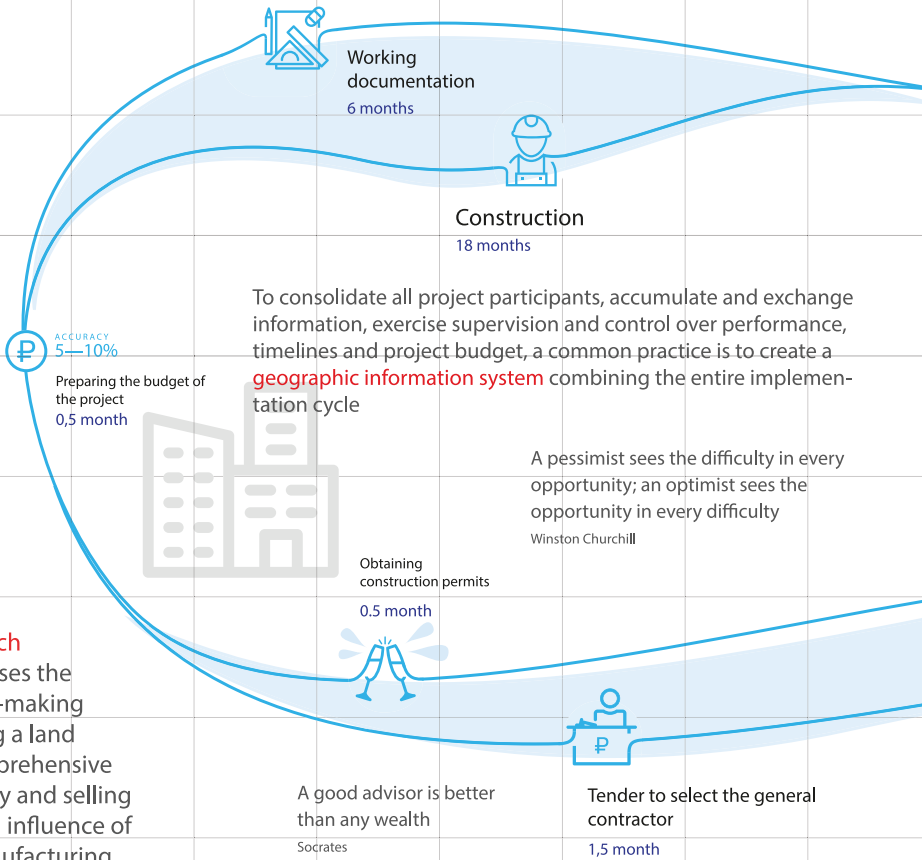 Working
documentation
6 months
Construction
18 months
To consolidate all project participants, accumulate and exchange
information, exercise supervision and control over performance,
timelines and project budget, a common practice is to create a
geographic information system combining the entire implemen-
tation cycle
ACCURACY
5—10%
Preparing the budget of
the project
0,5 month
₽
A pessimist sees the difficulty in every
opportunity; an optimist sees the
opportunity in every difficulty
Winston Churchill
Obtaining
construction permits
0.5 month
₽
Tender to select the general
contractor
1,5 month
A good advisor is better
than any wealth
Socrates
ch
ses the
-making
g a land
prehensive
y and selling
influence of
ufacturing